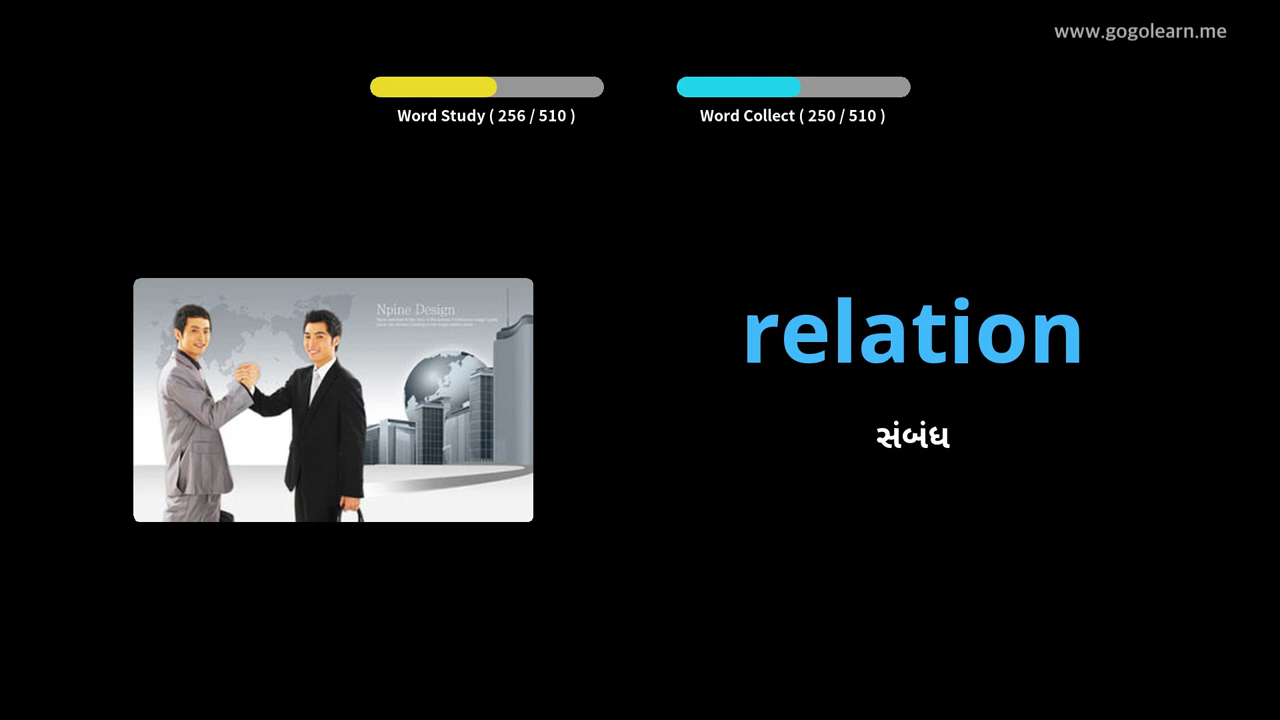 www.gogolearn.me
Word Study ( 256 / 510 )
Word Collect ( 250 / 510 )
Npine Design
relation
સંબંધ